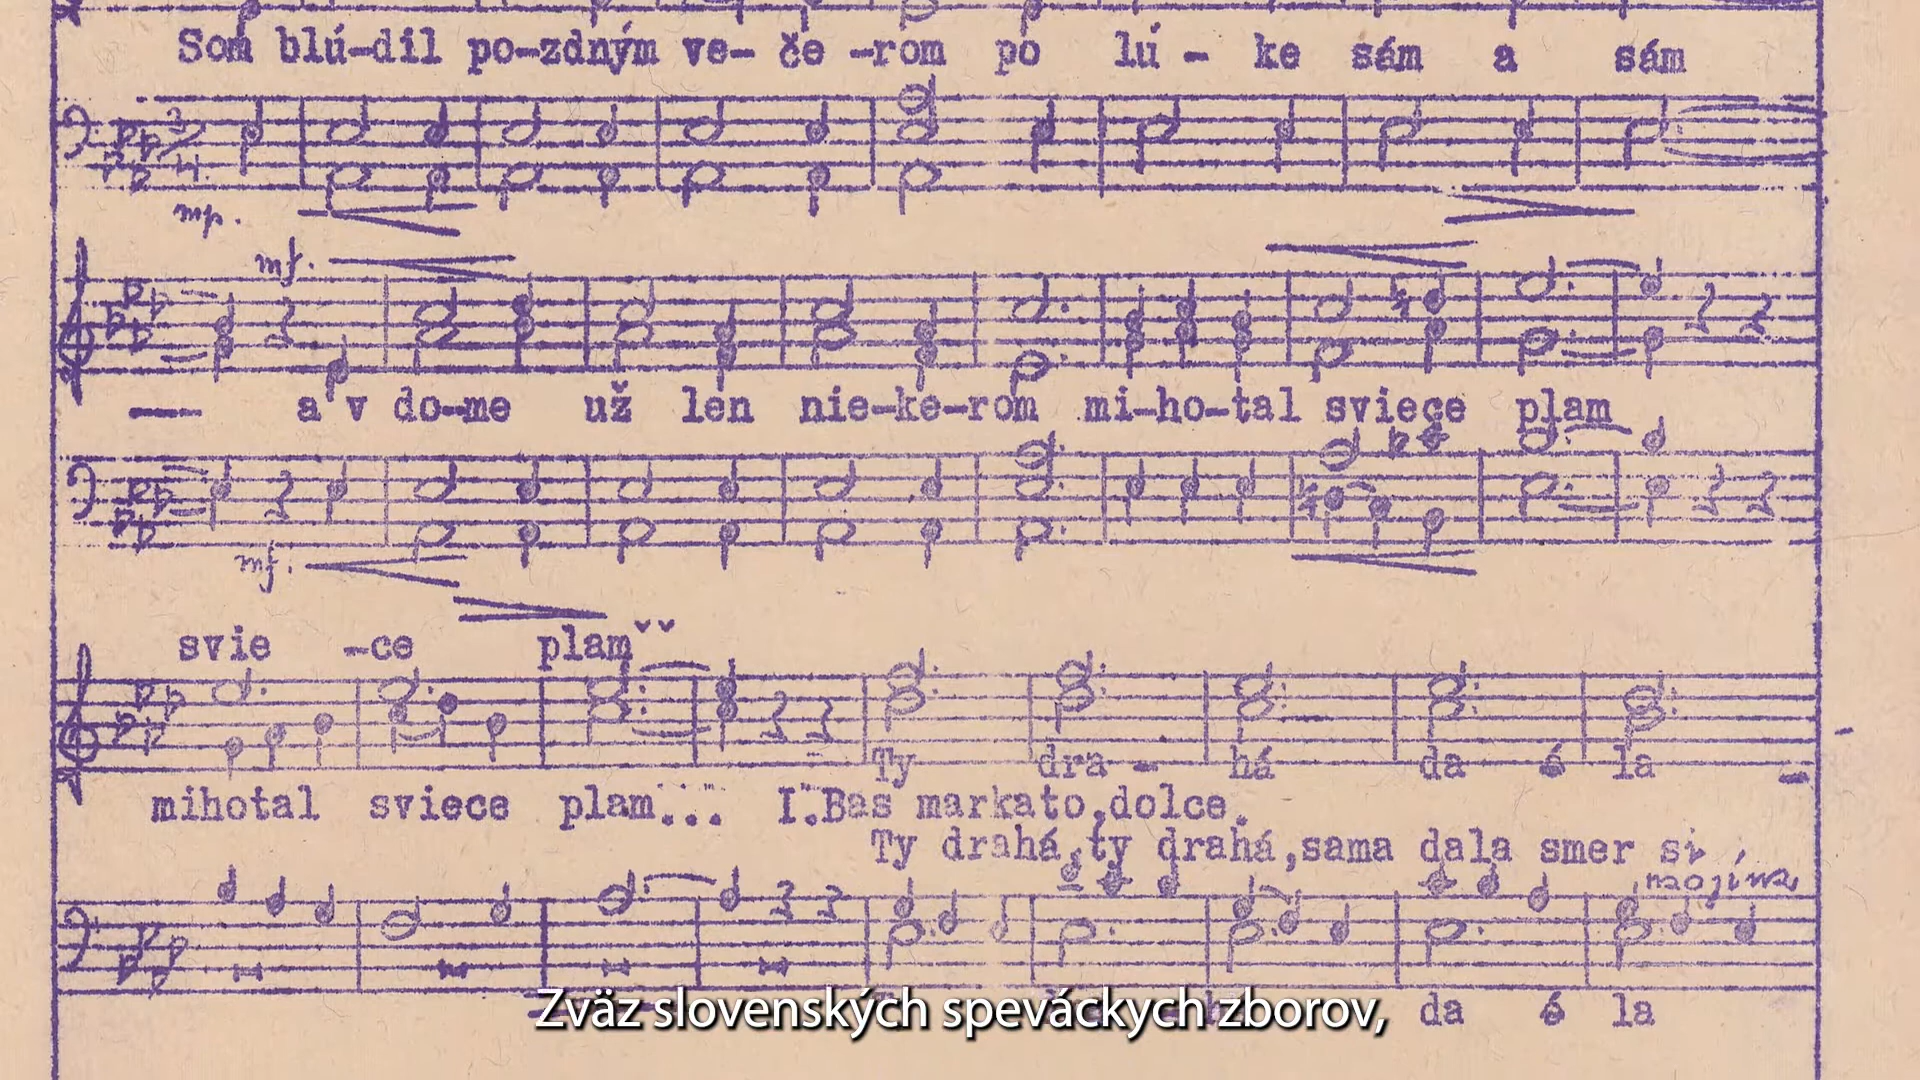 Som blú-dil po-zdným ve- če -rom po lú - ke sám a sám
mp.
mf.
a v do-me už len nie-ke-rom mi-ho-tal sviece plam
mf.
svie -ce plam
Ty dra - há da la
mihotal sviece plam... I.Bas markato,dolce.
Ty drahá,ty drahá,sama dala smer si
mojím
da la
Zväz slovenských speváckych zborov,